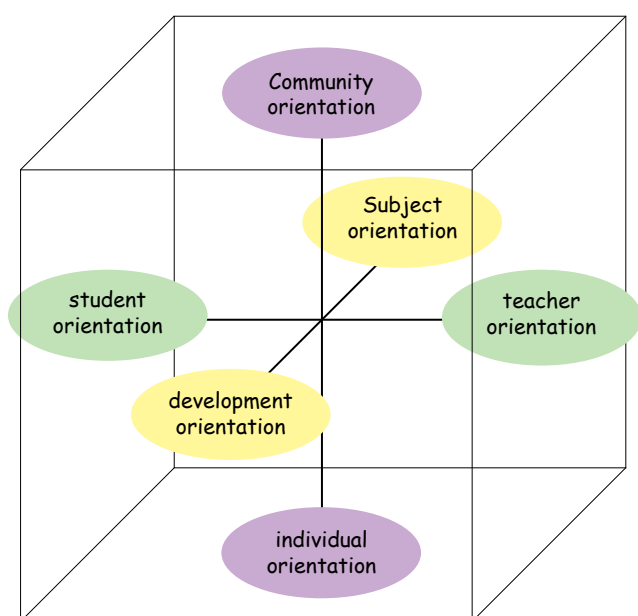 Community
orientation
Subject
orientation
student
orientation
teacher
orientation
development
orientation
individual
orientation